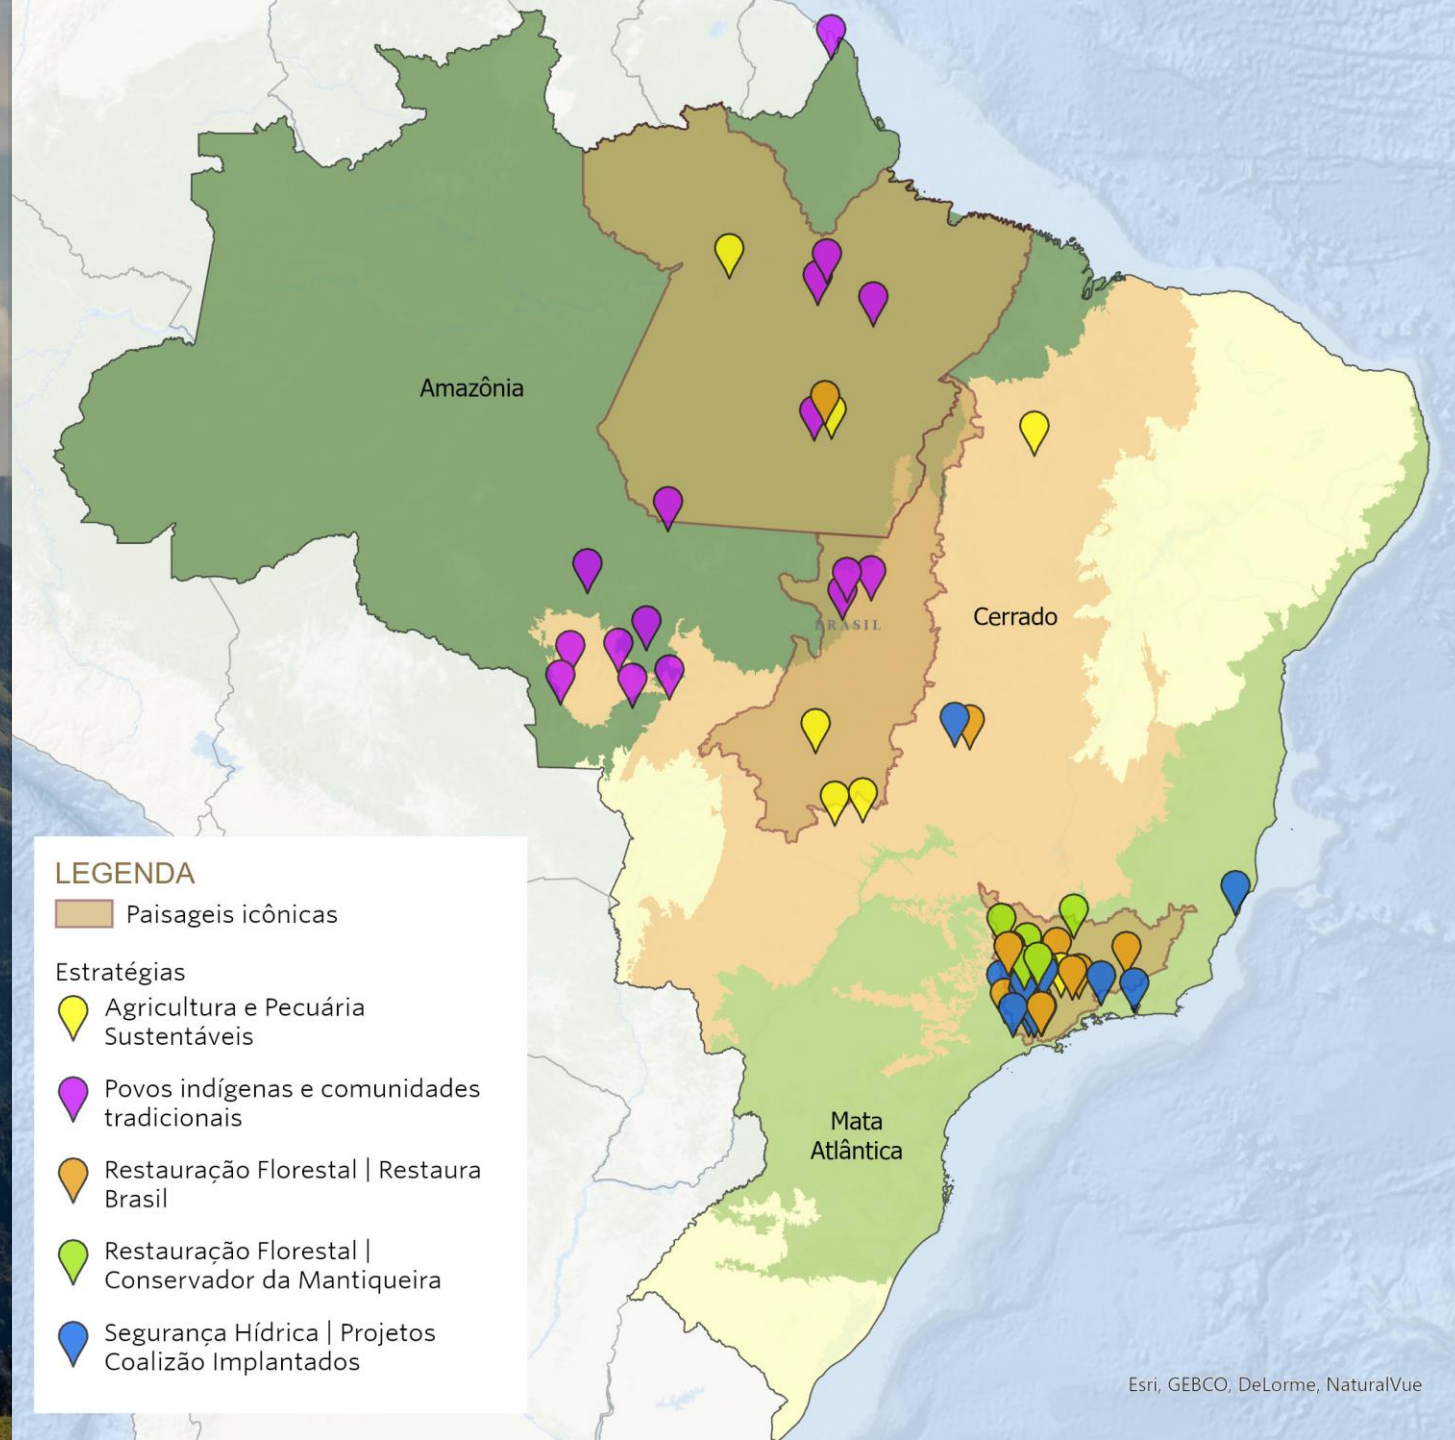 Amazônia
Cerrado
BRASIL
Mata
Atlântica
LEGENDA
Paisageis icônicas
Estratégias
Agricultura e Pecuária
Sustentáveis
Povos indígenas e comunidades
tradicionais
Restauração Florestal | Restaura
Brasil
Restauração Florestal |
Conservador da Mantiqueira
Segurança Hídrica | Projetos
Coalizão Implantados
Esri, GEBCO, DeLorme, NaturalVue